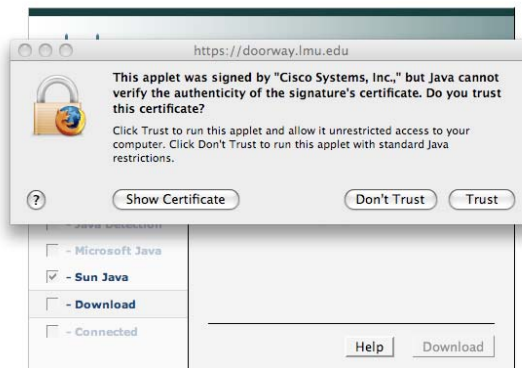 https://doorway.lmu.edu
This applet was signed by "Cisco Systems, Inc.," but Java cannot
verify the authenticity of the signature's certificate. Do you trust
this certificate?
Click Trust to run this applet and allow it unrestricted access to your
computer. Click Don't Trust to run this applet with standard Java
restrictions.
? Show Certificate Don't Trust Trust
- Java Detection
- Microsoft Java
- Sun Java
- Download
- Connected
Help Download